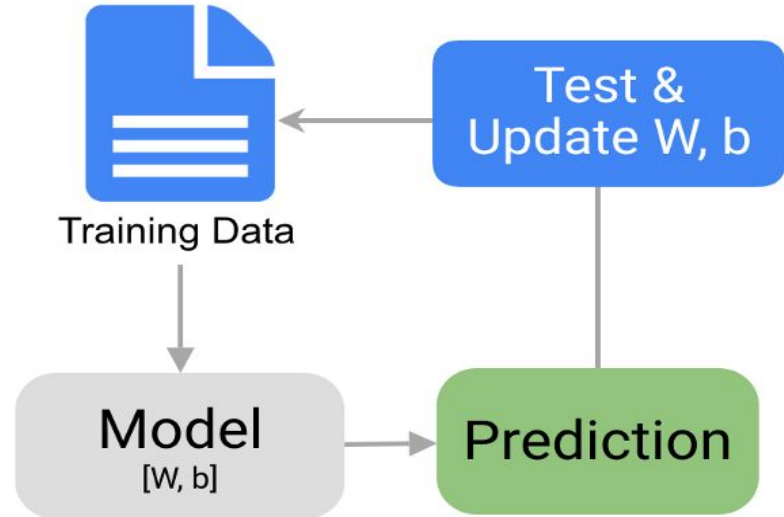 Test &
Update W, b
Training Data
Model
[W, b]
Prediction